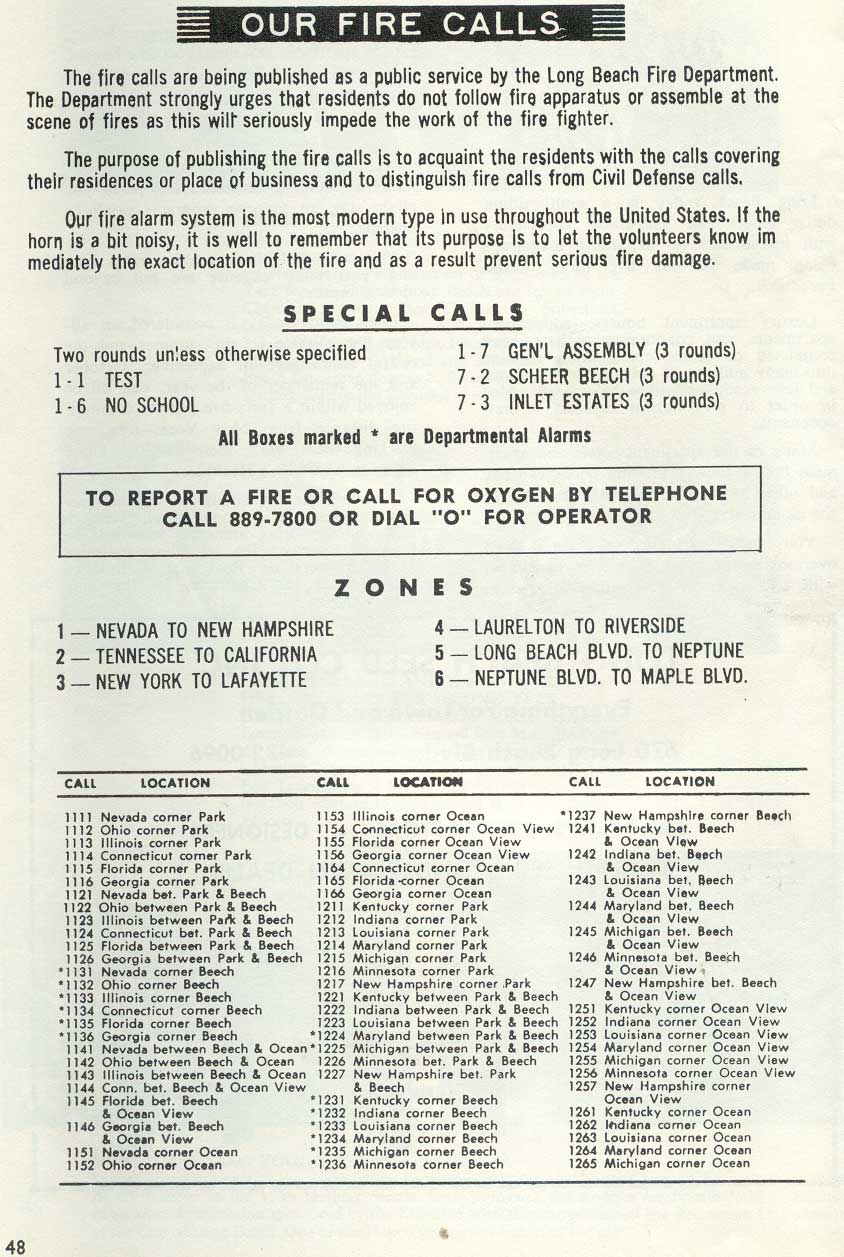 OUR FIRE CALLS
The fire calls are being published as a public service by the Long Beach Fire Department.
The Department strongly urges that residents do not follow fire apparatus or assemble at the
scene of fires as this will seriously impede the work of the fire fighter.
The purpose of publishing the fire calls is to acquaint the residents with the calls covering
their residences or place of business and to distinguish fire calls from Civil Defense calls.
Our fire alarm system is the most modern type in use throughout the United States. If the
horn is a bit noisy, it is well to remember that its purpose is to let the volunteers know im
mediately the exact location of the fire and as a result prevent serious fire damage.
SPECIAL CALLS
Two rounds unless otherwise specified
1 - 1 TEST
1 - 6 NO SCHOOL
1 - 7 GEN'L ASSEMBLY (3 rounds)
7 - 2 SCHEER BEECH (3 rounds)
7 - 3 INLET ESTATES (3 rounds)
All Boxes marked * are Departmental Alarms
TO REPORT A FIRE OR CALL FOR OXYGEN BY TELEPHONE
CALL 889-7800 OR DIAL "O" FOR OPERATOR
ZONES
1 — NEVADA TO NEW HAMPSHIRE
2 — TENNESSEE TO CALIFORNIA
3 — NEW YORK TO LAFAYETTE
4 — LAURELTON TO RIVERSIDE
5 — LONG BEACH BLVD. TO NEPTUNE
6 — NEPTUNE BLVD. TO MAPLE BLVD.
CALL LOCATION
1111 Nevada corner Park
1112 Ohio corner Park
1113 Illinois corner Park
1114 Connecticut corner Park
1115 Florida corner Park
1116 Georgia corner Park
1121 Nevada bet. Park & Beech
1122 Ohio between Park & Beech
1123 Illinois between Park & Beech
1124 Connecticut bet. Park & Beech
1125 Florida between Park & Beech
1126 Georgia between Park & Beech
*1131 Nevada corner Beech
*1132 Ohio corner Beech
*1133 Illinois corner Beech
*1134 Connecticut corner Beech
*1135 Florida corner Beech
*1136 Georgia corner Beech
1141 Nevada between Beech & Ocean
1142 Ohio between Beech & Ocean
1143 Illinois between Beech & Ocean
1144 Conn. bet. Beech & Ocean View
1145 Florida bet. Beech
& Ocean View
1146 Georgia bet. Beech
& Ocean View
1151 Nevada corner Ocean
1152 Ohio corner Ocean
CALL LOCATION
1153 Illinois corner Ocean
1154 Connecticut corner Ocean View
1155 Florida corner Ocean View
1156 Georgia corner Ocean View
1164 Connecticut corner Ocean
1165 Florida corner Ocean
1166 Georgia corner Ocean
1211 Kentucky corner Park
1212 Indiana corner Park
1213 Louisiana corner Park
1214 Maryland corner Park
1215 Michigan corner Park
1216 Minnesota corner Park
1217 New Hampshire corner Park
1221 Kentucky between Park & Beech
1222 Indiana between Park & Beech
1223 Louisiana between Park & Beech
*1224 Maryland between Park & Beech
*1225 Michigan between Park & Beech
1226 Minnesota bet. Park & Beech
1227 New Hampshire bet. Park
& Beech
*1231 Kentucky corner Beech
*1232 Indiana corner Beech
*1233 Louisiana corner Beech
*1234 Maryland corner Beech
*1235 Michigan corner Beech
*1236 Minnesota corner Beech
CALL LOCATION
*1237 New Hampshire corner Beech
1241 Kentucky bet. Beech
& Ocean View
1242 Indiana bet. Beech
& Ocean View
1243 Louisiana bet. Beech
& Ocean View
1244 Maryland bet. Beech
& Ocean View
1245 Michigan bet. Beech
& Ocean View
1246 Minnesota bet. Beech
& Ocean View
1247 New Hampshire bet. Beech
& Ocean View
1251 Kentucky corner Ocean View
1252 Indiana corner Ocean View
1253 Louisiana corner Ocean View
1254 Maryland corner Ocean View
1255 Michigan corner Ocean View
1256 Minnesota corner Ocean View
1257 New Hampshire corner
Ocean View
1261 Kentucky corner Ocean
1262 Indiana corner Ocean
1263 Louisiana corner Ocean
1264 Maryland corner Ocean
1265 Michigan corner Ocean
48